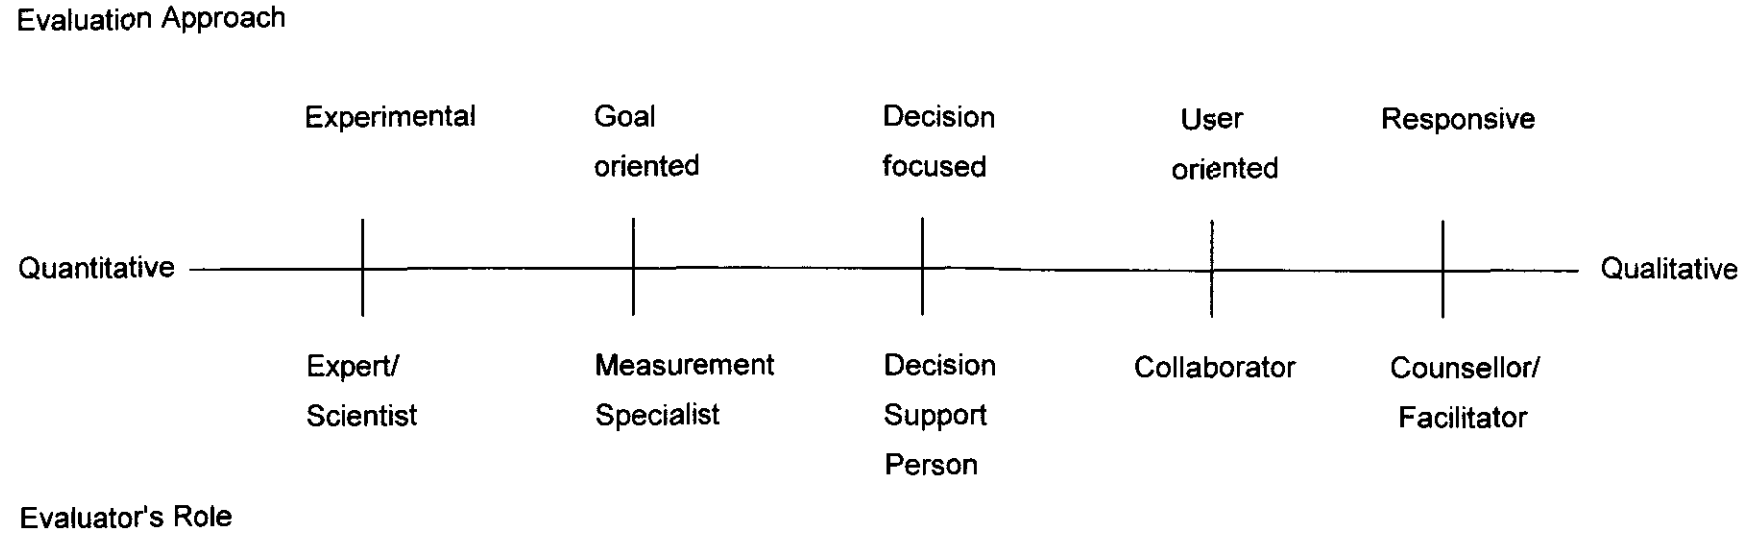 Evaluation Approach
Experimental Goal Decision User Responsive
oriented focused oriented
Quantitative Qualitative
Expert/ Measurement Decision Collaborator Counsellor/
Scientist Specialist Support Facilitator
Person
Evaluator's Role